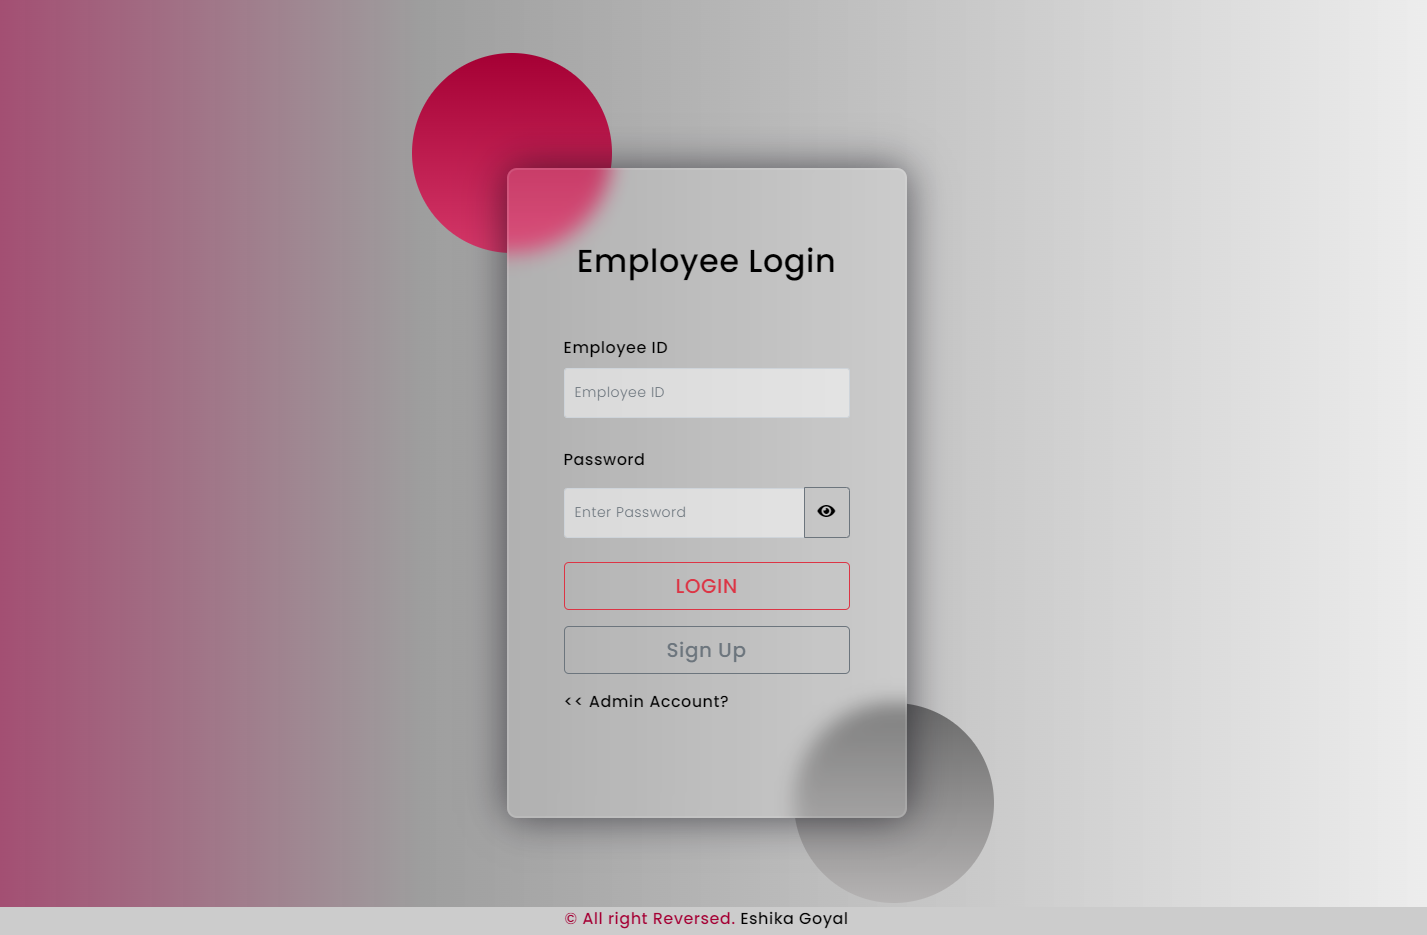 Employee Login
Employee ID
Employee ID
Password
Enter Password
LOGIN
Sign Up
<< Admin Account?
© All right Reversed. Eshika Goyal